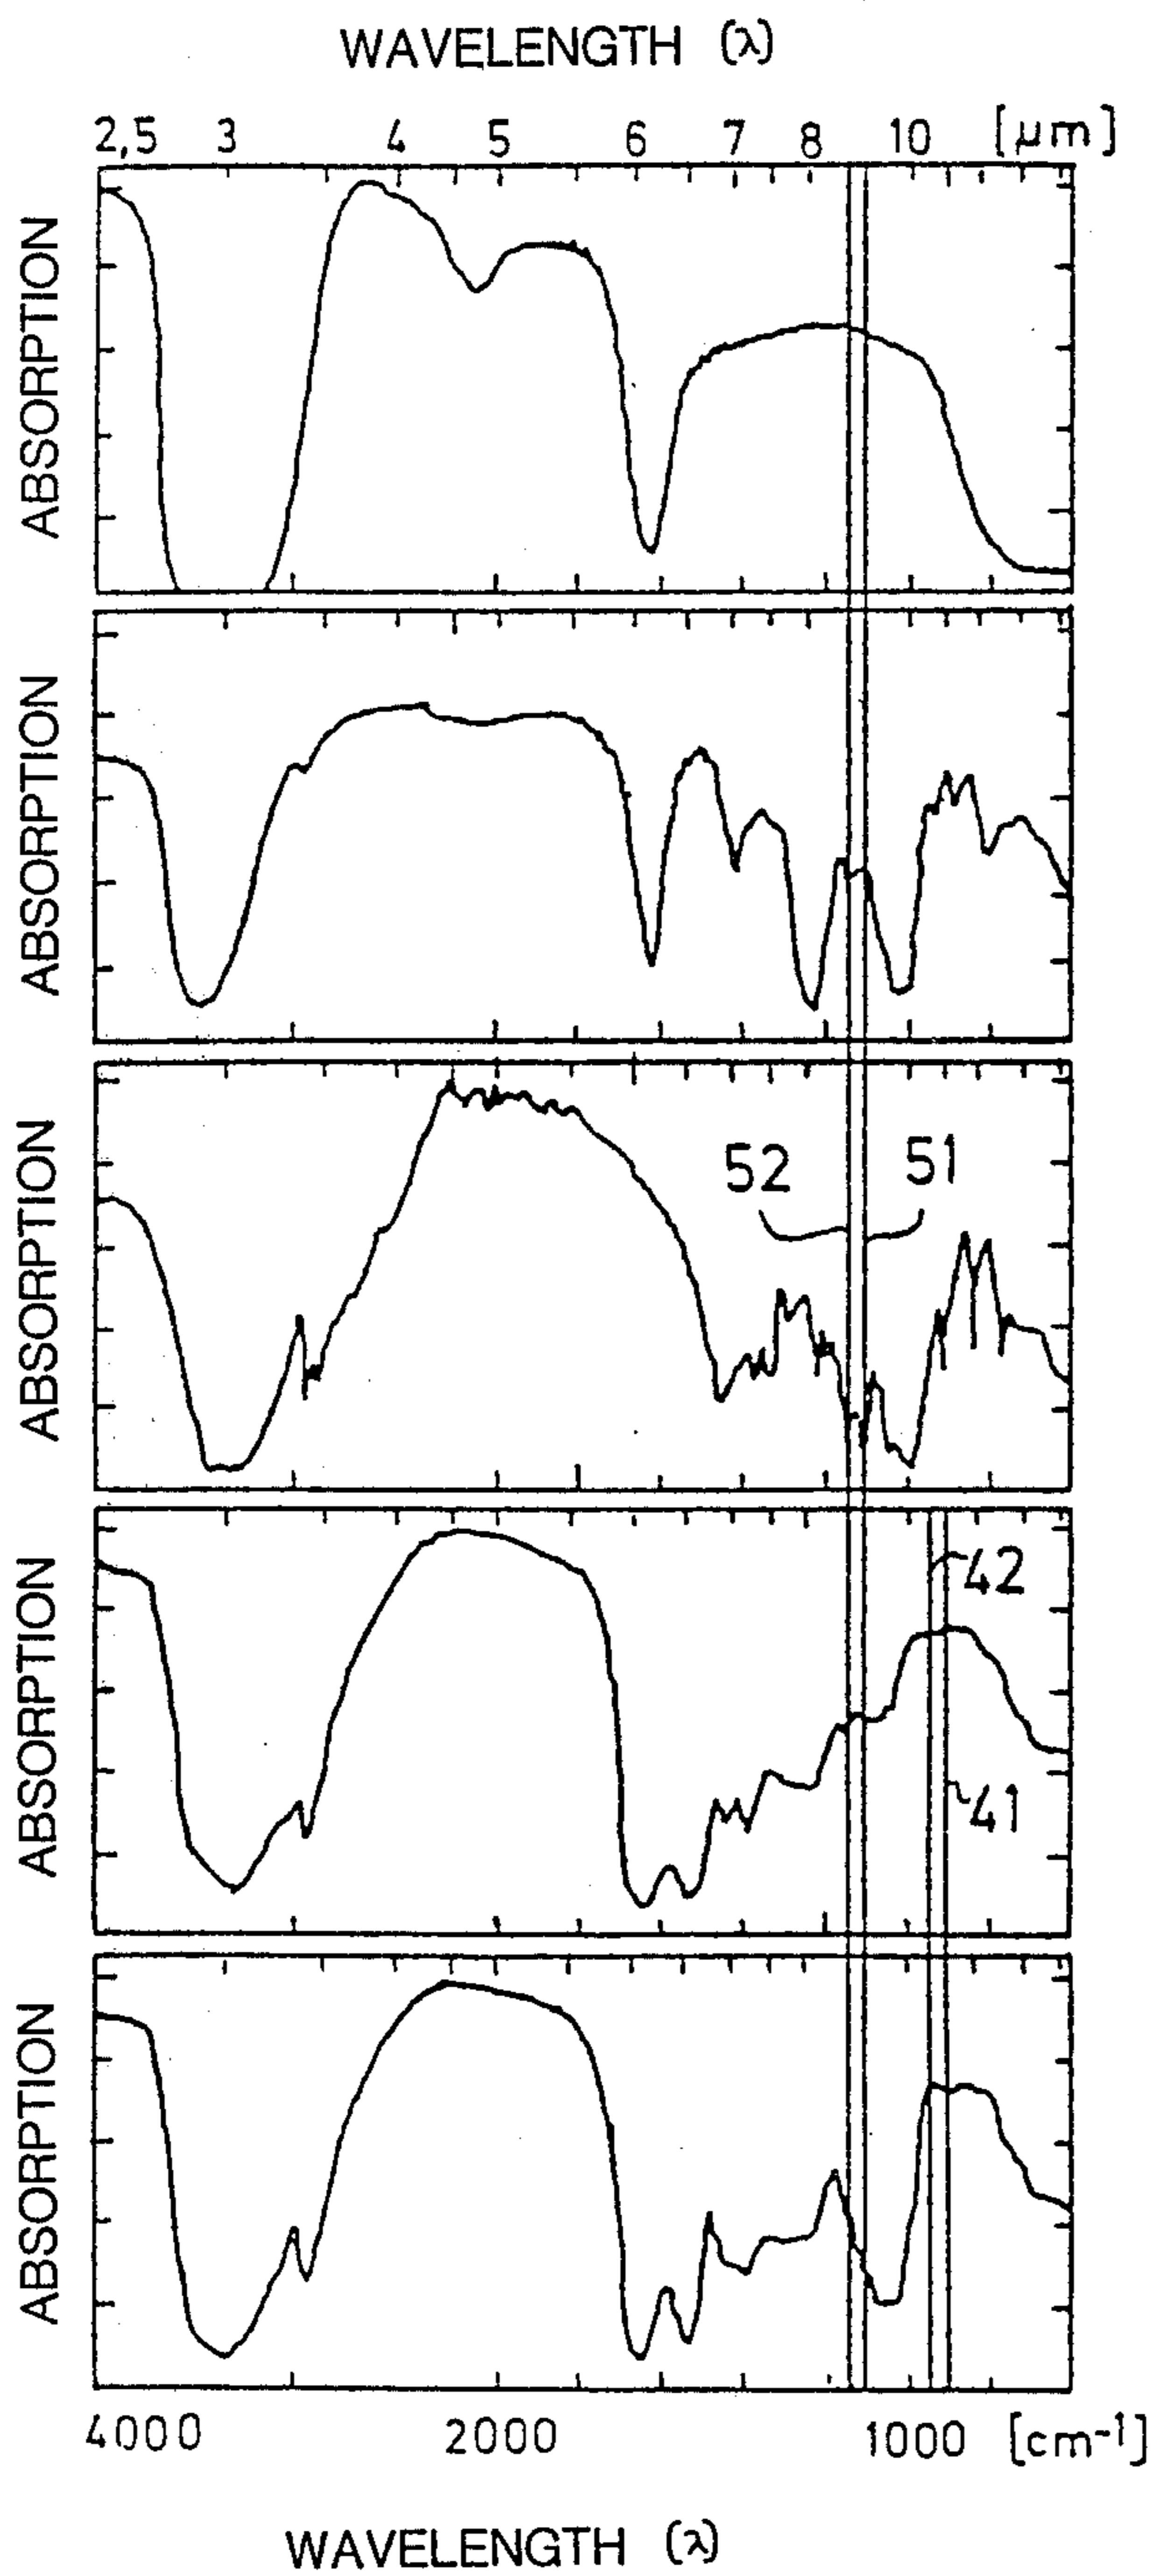 WAVELENGTH (λ)
2,5 3 4 5 6 7 8 10 [µm]
ABSORPTION
ABSORPTION
ABSORPTION
52 51
ABSORPTION
42
41
ABSORPTION
4000 2000 1000 [cm-1]
WAVELENGTH (λ)